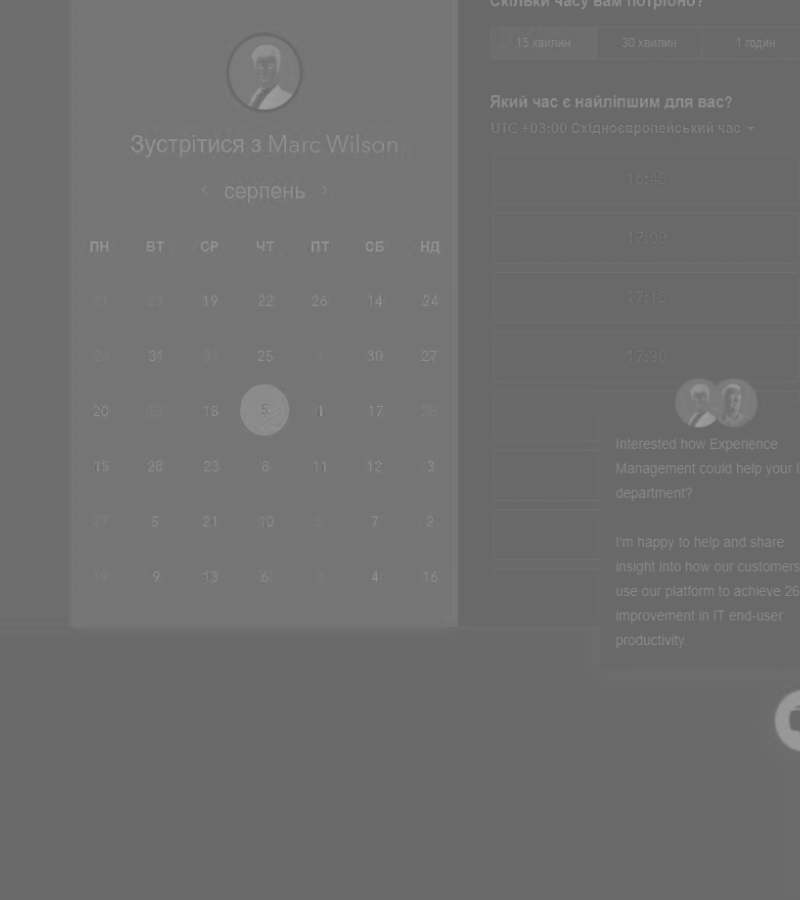 Скільки часу вам потрібно?
15 хвилин 30 хвилин 1 годин
Зустрітися з Marc Wilson
серпень
Який час є найліпшим для вас?
UTC +03:00 Східноєвропейський час
16:45
17:00
17:15
17:30
ПН ВТ СР ЧТ ПТ СБ НД
21 29 19 22 26 14 24
24 31 31 25 1 30 27
20 13 18 5 1 17 28
15 28 23 8 11 12 3
27 5 21 10 7 2
19 9 13 6 3 4 16
Interested how Experience
Management could help your
department?
I'm happy to help and share
insight into how our customers
use our platform to achieve 26
improvement in IT end-user
productivity.